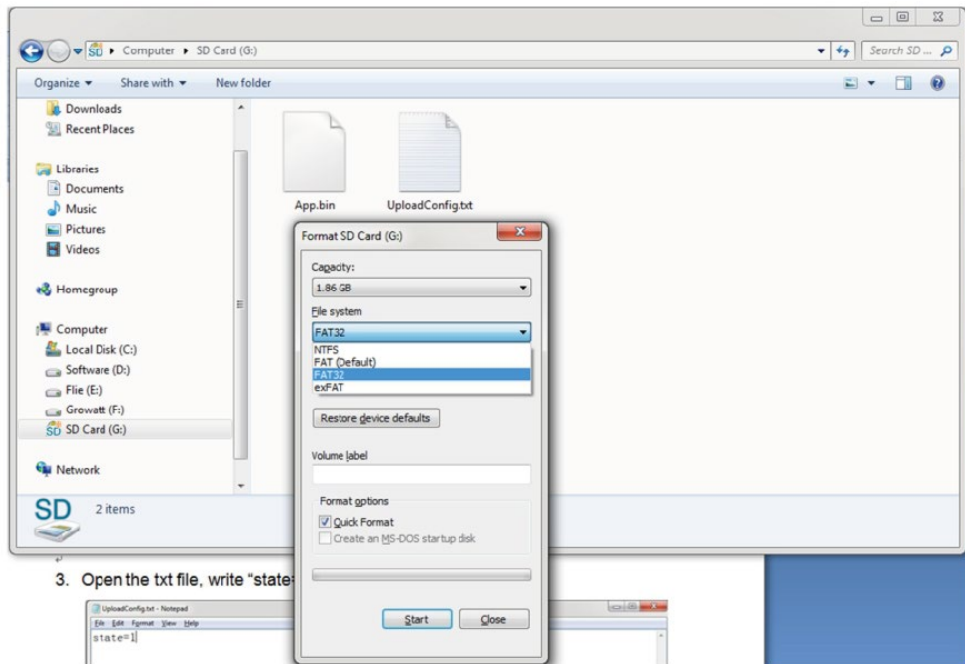 Computer ▸ SD Card (G:)
Search SD ...
Organize ▾ Share with ▾ New folder
Downloads
Recent Places
Libraries
Documents
Music
Pictures
Videos
Homegroup
Computer
Local Disk (C:)
Software (D:)
Flie (E:)
Growatt (F:)
SD Card (G:)
Network
App.bin
UploadConfig.txt
SD 2 items
Format SD Card (G:)
Capacity:
1.86 GB
File system
FAT32
NTFS
FAT (Default)
FAT32
exFAT
Restore device defaults
Volume label
Format options
Quick Format
Create an MS-DOS startup disk
Start Close
3. Open the txt file, write “state=
UploadConfig.txt - Notepad
File Edit Format View Help
state=1